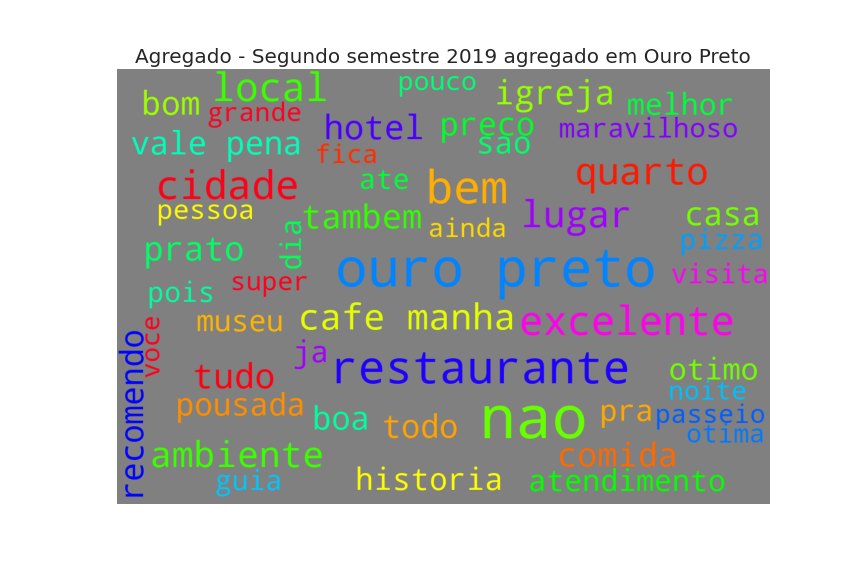 Agregado - Segundo semestre 2019 agregado em Ouro Preto
local
pouco
igreja
bom
grande
melhor
hotel
preco
maravilhoso
vale pena
fica
sao
cidade
ate
bem
quarto
pessoa
tambem
ainda
lugar
casa
prato
dia
pizza
ouro preto
visita
pois
super
museu
cafe manha
excelente
voce
ja
restaurante
recomendo
tudo
otimo
noite
pousada
boa
todo
nao
pra
passeio
otima
ambiente
comida
guia
historia
atendimento